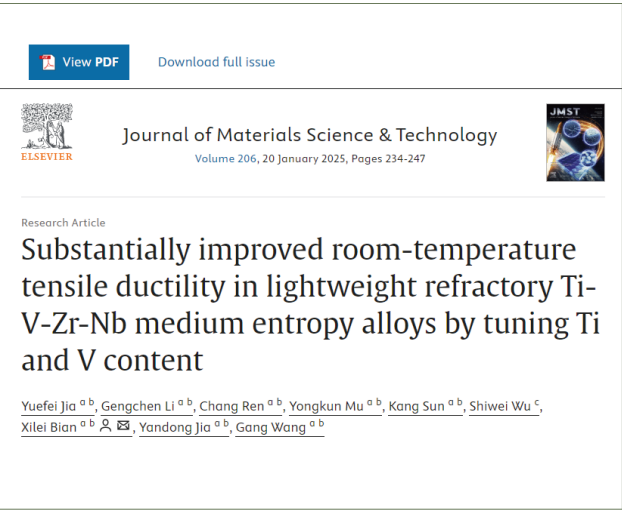 View PDF
Download full issue
ELSEVIER
Journal of Materials Science & Technology
Volume 206, 20 January 2025, Pages 234-247
JMST
Research Article
Substantially improved room-temperature
tensile ductility in lightweight refractory Ti-
V-Zr-Nb medium entropy alloys by tuning Ti
and V content
Yuefei Jia a b, Gengchen Li a b, Chang Ren a b, Yongkun Mu a b, Kang Sun a b, Shiwei Wu c,
Xilei Bian a b, Yandong Jia a b, Gang Wang a b